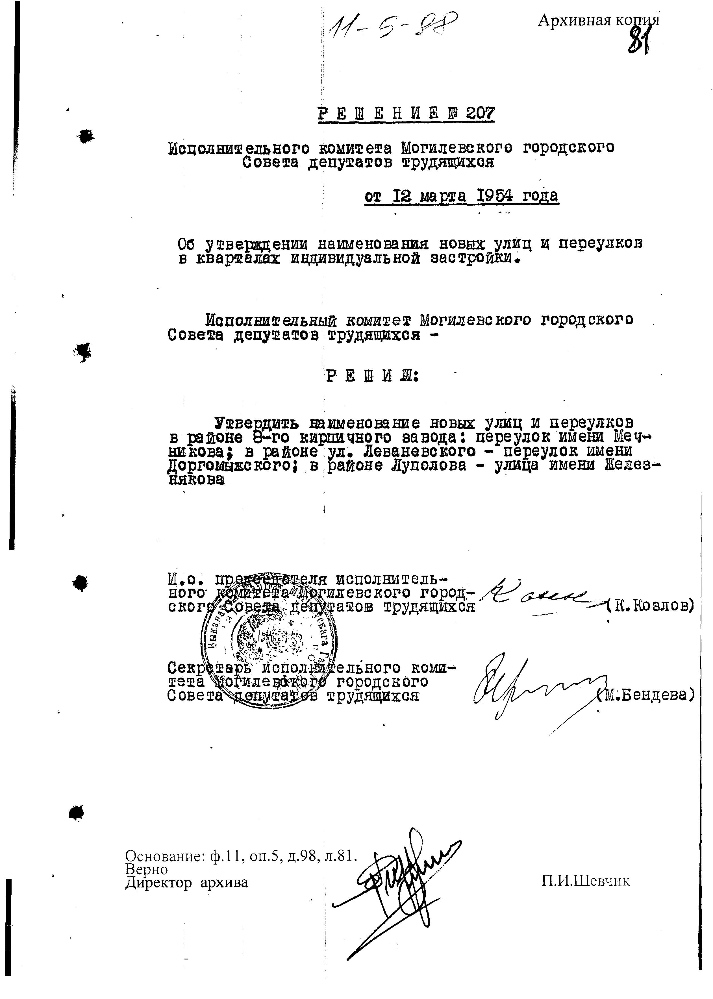 11-5-98
Архивная копия
81
Р Е Ш Е Н И Е № 207
Исполнительного комитета Могилевского городского
Совета депутатов трудящихся
от 12 марта 1954 года
Об утверждении наименования новых улиц и переулков
в кварталах индивидуальной застройки.
Исполнительный комитет Могилевского городского
Совета депутатов трудящихся -
Р Е Ш И Л:
Утвердить наименование новых улиц и переулков
в районе 8-го кирпичного завода: переулок имени Меч-
никова; в районе ул. Леваневского - переулок имени
Доргомыжского; в районе Луполова - улица имени Желез-
някова
И.о. председателя исполнитель-
ного комитета Могилевского город-
ского Совета депутатов трудящихся
(К.Козлов)
Секретарь исполнительного коми-
тета Могилевского городского
Совета депутатов трудящихся
(М.Бендева)
Основание: ф.11, оп.5, д.98, л.81.
Верно
Директор архива
П.И.Шевчик